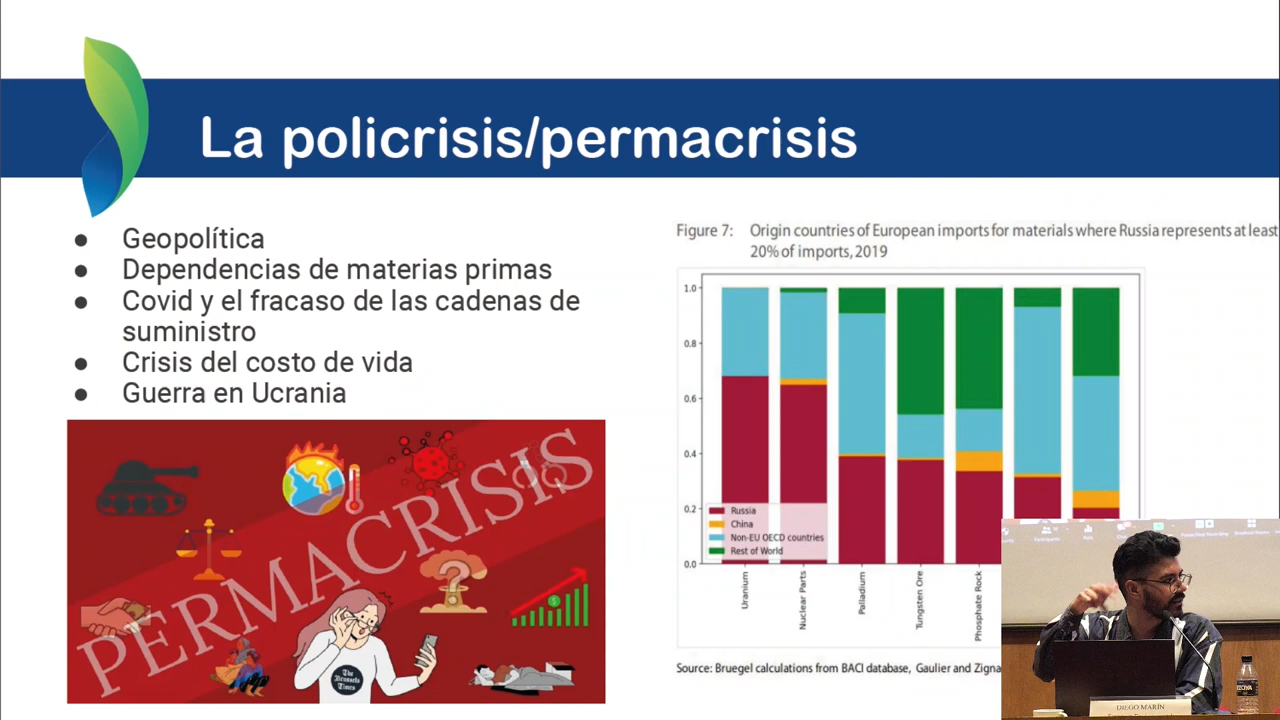 La policrisis/permacrisis
● Geopolítica
● Dependencias de materias primas
● Covid y el fracaso de las cadenas de
suministro
● Crisis del costo de vida
● Guerra en Ucrania
PERMACRISIS
The
Brussels
Times
Figure 7: Origin countries of European imports for materials where Russia represents at least
20% of imports, 2019
1.0
0.8
0.6
0.4
0.2
0.0
Russia
China
Non-EU OECD countries
Rest of World
Uranium
Nuclear Parts
Palladium
Tungsten Ore
Phosphate Rock
Source: Bruegel calculations from BACI database, Gaulier and Zigna
DIEGO MARÍN